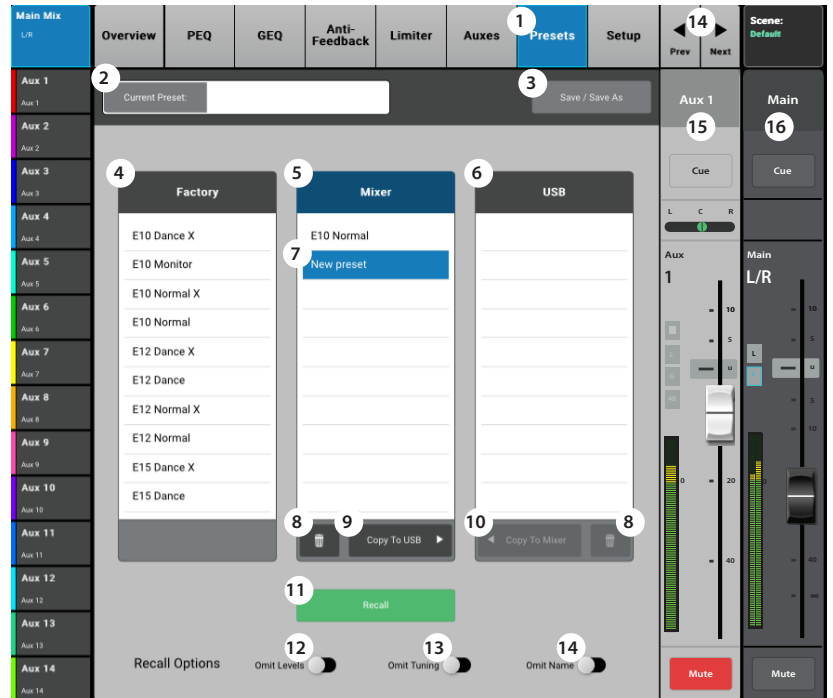 Main Mix
L/R
Overview
PEQ
GEQ
Anti-
Feedback
Limiter
Auxes
1
Presets
Setup
14
Prev
Next
Scene:
Default
Aux 1
Aux 1
Aux 2
Aux 2
Aux 3
Aux 3
Aux 4
Aux 4
Aux 5
Aux 5
Aux 6
Aux 6
Aux 7
Aux 7
Aux 8
Aux 8
Aux 9
Aux 9
Aux 10
Aux 10
Aux 11
Aux 11
Aux 12
Aux 12
Aux 13
Aux 13
Aux 14
Aux 14
2
Current Preset:
3
Save / Save As
4
Factory
E10 Dance X
E10 Monitor
E10 Normal X
E10 Normal
E12 Dance X
E12 Dance
E12 Normal X
E12 Normal
E15 Dance X
E15 Dance
5
Mixer
E10 Normal
7
New preset
8
9
Copy To USB
6
USB
10
Copy To Mixer
8
11
Recall
Recall Options
12
Omit Levels
13
Omit Tuning
14
Omit Name
Aux 1
15
Cue
L C R
Aux
1
10
5
U
0
20
40
Mute
Main
16
Cue
Main
L/R
10
5
L
U
5
10
20
40
∞
Mute